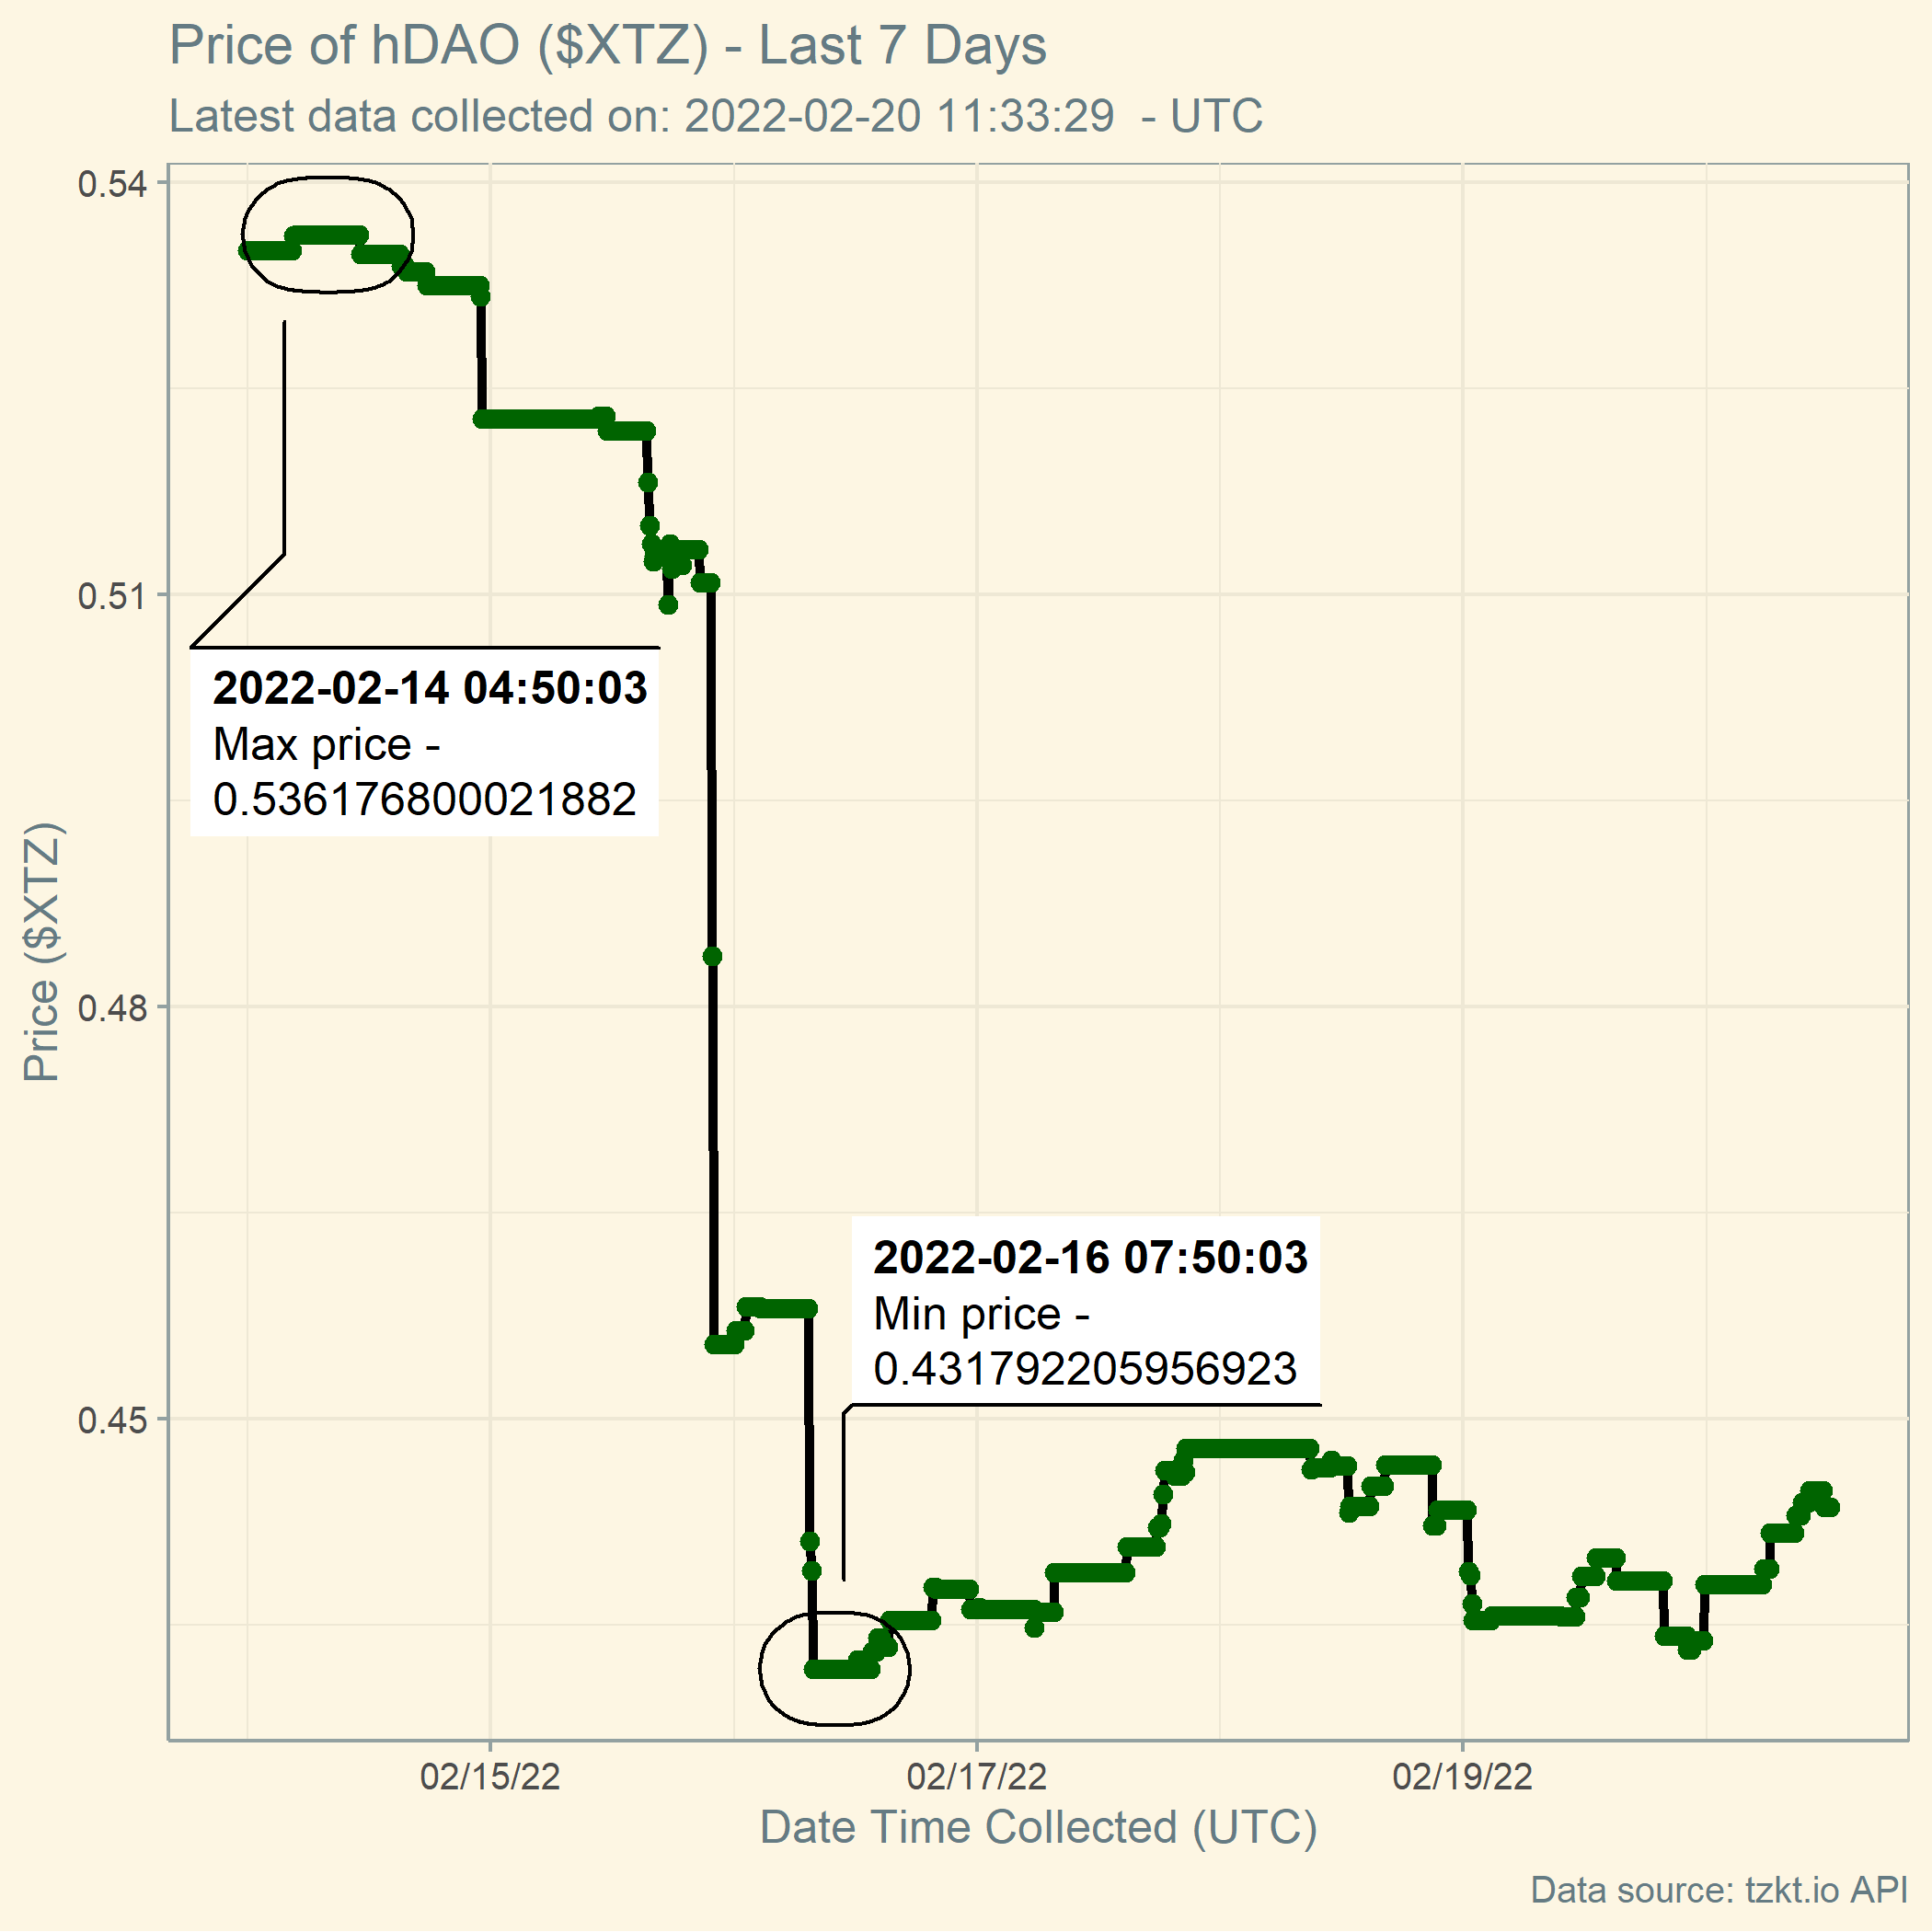 Price of hDAO ($XTZ) - Last 7 Days
Latest data collected on: 2022-02-20 11:33:29  - UTC
0.54
0.51
0.48
0.45
Price ($XTZ)
2022-02-14 04:50:03
Max price -
0.536176800021882
2022-02-16 07:50:03
Min price -
0.431792205956923
02/15/22
02/17/22
02/19/22
Date Time Collected (UTC)
Data source: tzkt.io API